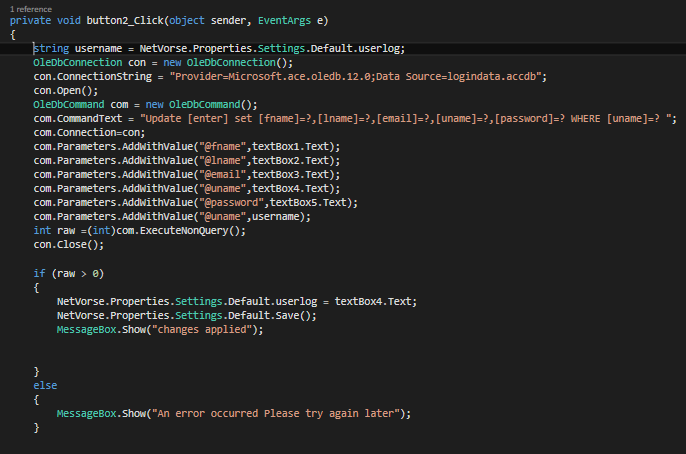 1 reference
private void button2_Click(object sender, EventArgs e)
{
string username = NetVorse.Properties.Settings.Default.userlog;
OleDbConnection con = new OleDbConnection();
con.ConnectionString = "Provider=Microsoft.ace.oledb.12.0;Data Source=logindata.accdb";
con.Open();
OleDbCommand com = new OleDbCommand();
com.CommandText = "Update [enter] set [fname]=?,[lname]=?,[email]=?,[uname]=?,[password]=? WHERE [uname]=? ";
com.Connection=con;
com.Parameters.AddWithValue("@fname",textBox1.Text);
com.Parameters.AddWithValue("@lname",textBox2.Text);
com.Parameters.AddWithValue("@email",textBox3.Text);
com.Parameters.AddWithValue("@uname",textBox4.Text);
com.Parameters.AddWithValue("@password",textBox5.Text);
com.Parameters.AddWithValue("@uname",username);
int raw =(int)com.ExecuteNonQuery();
con.Close();
if (raw > 0)
{
NetVorse.Properties.Settings.Default.userlog = textBox4.Text;
NetVorse.Properties.Settings.Default.Save();
MessageBox.Show("changes applied");
}
else
{
MessageBox.Show("An error occurred Please try again later");
}